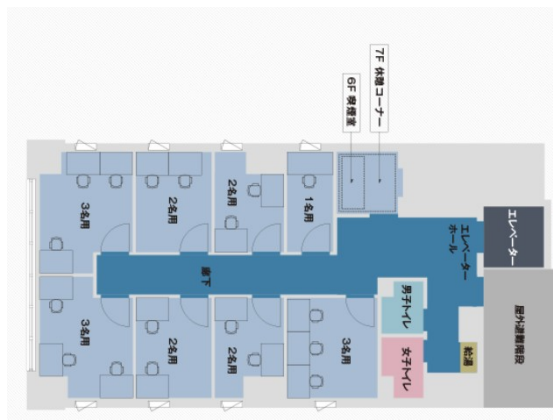 7F 休憩コーナー
6F 喫煙室
3名用
2名用
2名用
1名用
エレベーター
エレベーター
ホール
廊下
男子トイレ
屋外避難階段
3名用
2名用
2名用
3名用
女子トイレ
給湯